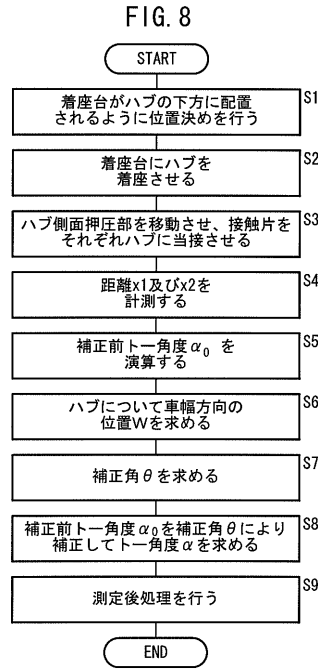 FIG. 8
START
S1
着座台がハブの下方に配置
されるように位置決めを行う
S2
着座台にハブを
着座させる
S3
ハブ側面押圧部を移動させ、接触片を
それぞれハブに当接させる
S4
距離x1及びx2を
計測する
S5
補正前トー角度α₀ を
演算する
S6
ハブについて車幅方向の
位置Wを求める
S7
補正角θを求める
S8
補正前トー角度α₀を補正角θにより
補正してトー角度αを求める
S9
測定後処理を行う
END